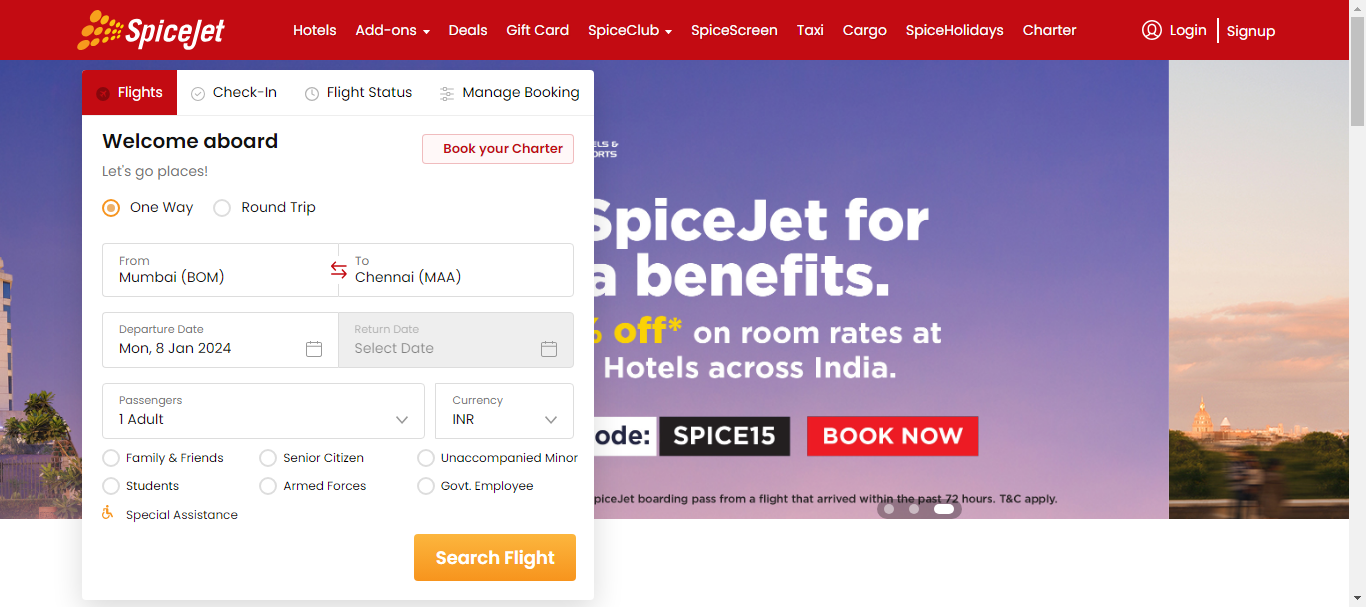 SpiceJet
Hotels Add-ons Deals Gift Card SpiceClub SpiceScreen Taxi Cargo SpiceHolidays Charter Login Signup
Flights Check-In Flight Status Manage Booking
Welcome aboard
Book your Charter
Let's go places!
One Way Round Trip
From
Mumbai (BOM)
To
Chennai (MAA)
Departure Date
Mon, 8 Jan 2024
Return Date
Select Date
Passengers
1 Adult
Currency
INR
Family & Friends Senior Citizen Unaccompanied Minor
Students Armed Forces Govt. Employee
Special Assistance
Search Flight
SpiceJet for
a benefits.
% off* on room rates at
Hotels across India.
ode: SPICE15 BOOK NOW
piceJet boarding pass from a flight that arrived within the past 72 hours. T&C apply.